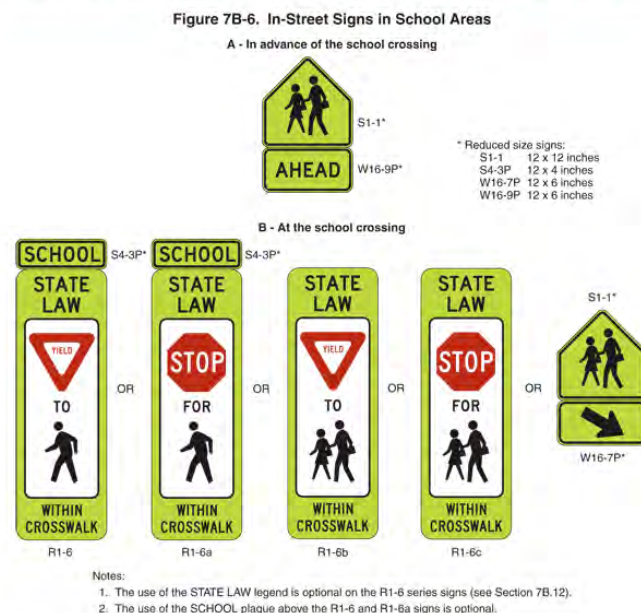 Figure 7B-6. In-Street Signs in School Areas
A - In advance of the school crossing
S1-1*
AHEAD
W16-9P*
* Reduced size signs:
S1-1 12 x 12 inches
S4-3P 12 x 4 inches
W16-7P 12 x 6 inches
W16-9P 12 x 6 inches
B - At the school crossing
SCHOOL
S4-3P*
STATE
LAW
YIELD
TO
WITHIN
CROSSWALK
R1-6
OR
SCHOOL
S4-3P*
STATE
LAW
STOP
FOR
WITHIN
CROSSWALK
R1-6a
OR
STATE
LAW
YIELD
TO
WITHIN
CROSSWALK
R1-6b
OR
STATE
LAW
STOP
FOR
WITHIN
CROSSWALK
R1-6c
OR
S1-1*
W16-7P*
Notes:
1. The use of the STATE LAW legend is optional on the R1-6 series signs (see Section 7B.12).
2. The use of the SCHOOL plaque above the R1-6 and R1-6a signs is optional.